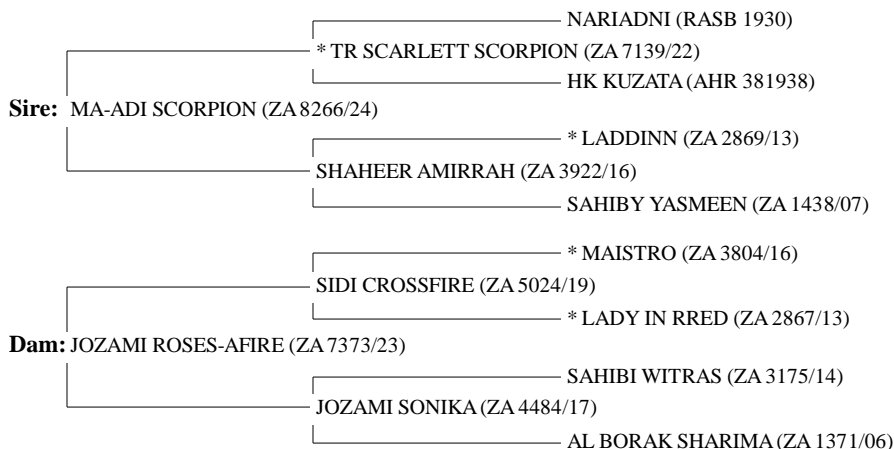 NARIADNI (RASB 1930)
* TR SCARLETT SCORPION (ZA 7139/22)
HK KUZATA (AHR 381938)
Sire: MA-ADI SCORPION (ZA 8266/24)
* LADDINN (ZA 2869/13)
SHAHEER AMIRRAH (ZA 3922/16)
SAHIBY YASMEEN (ZA 1438/07)
* MAISTRO (ZA 3804/16)
SIDI CROSSFIRE (ZA 5024/19)
* LADY IN RRED (ZA 2867/13)
Dam: JOZAMI ROSES-AFIRE (ZA 7373/23)
SAHIBI WITRAS (ZA 3175/14)
JOZAMI SONIKA (ZA 4484/17)
AL BORAK SHARIMA (ZA 1371/06)